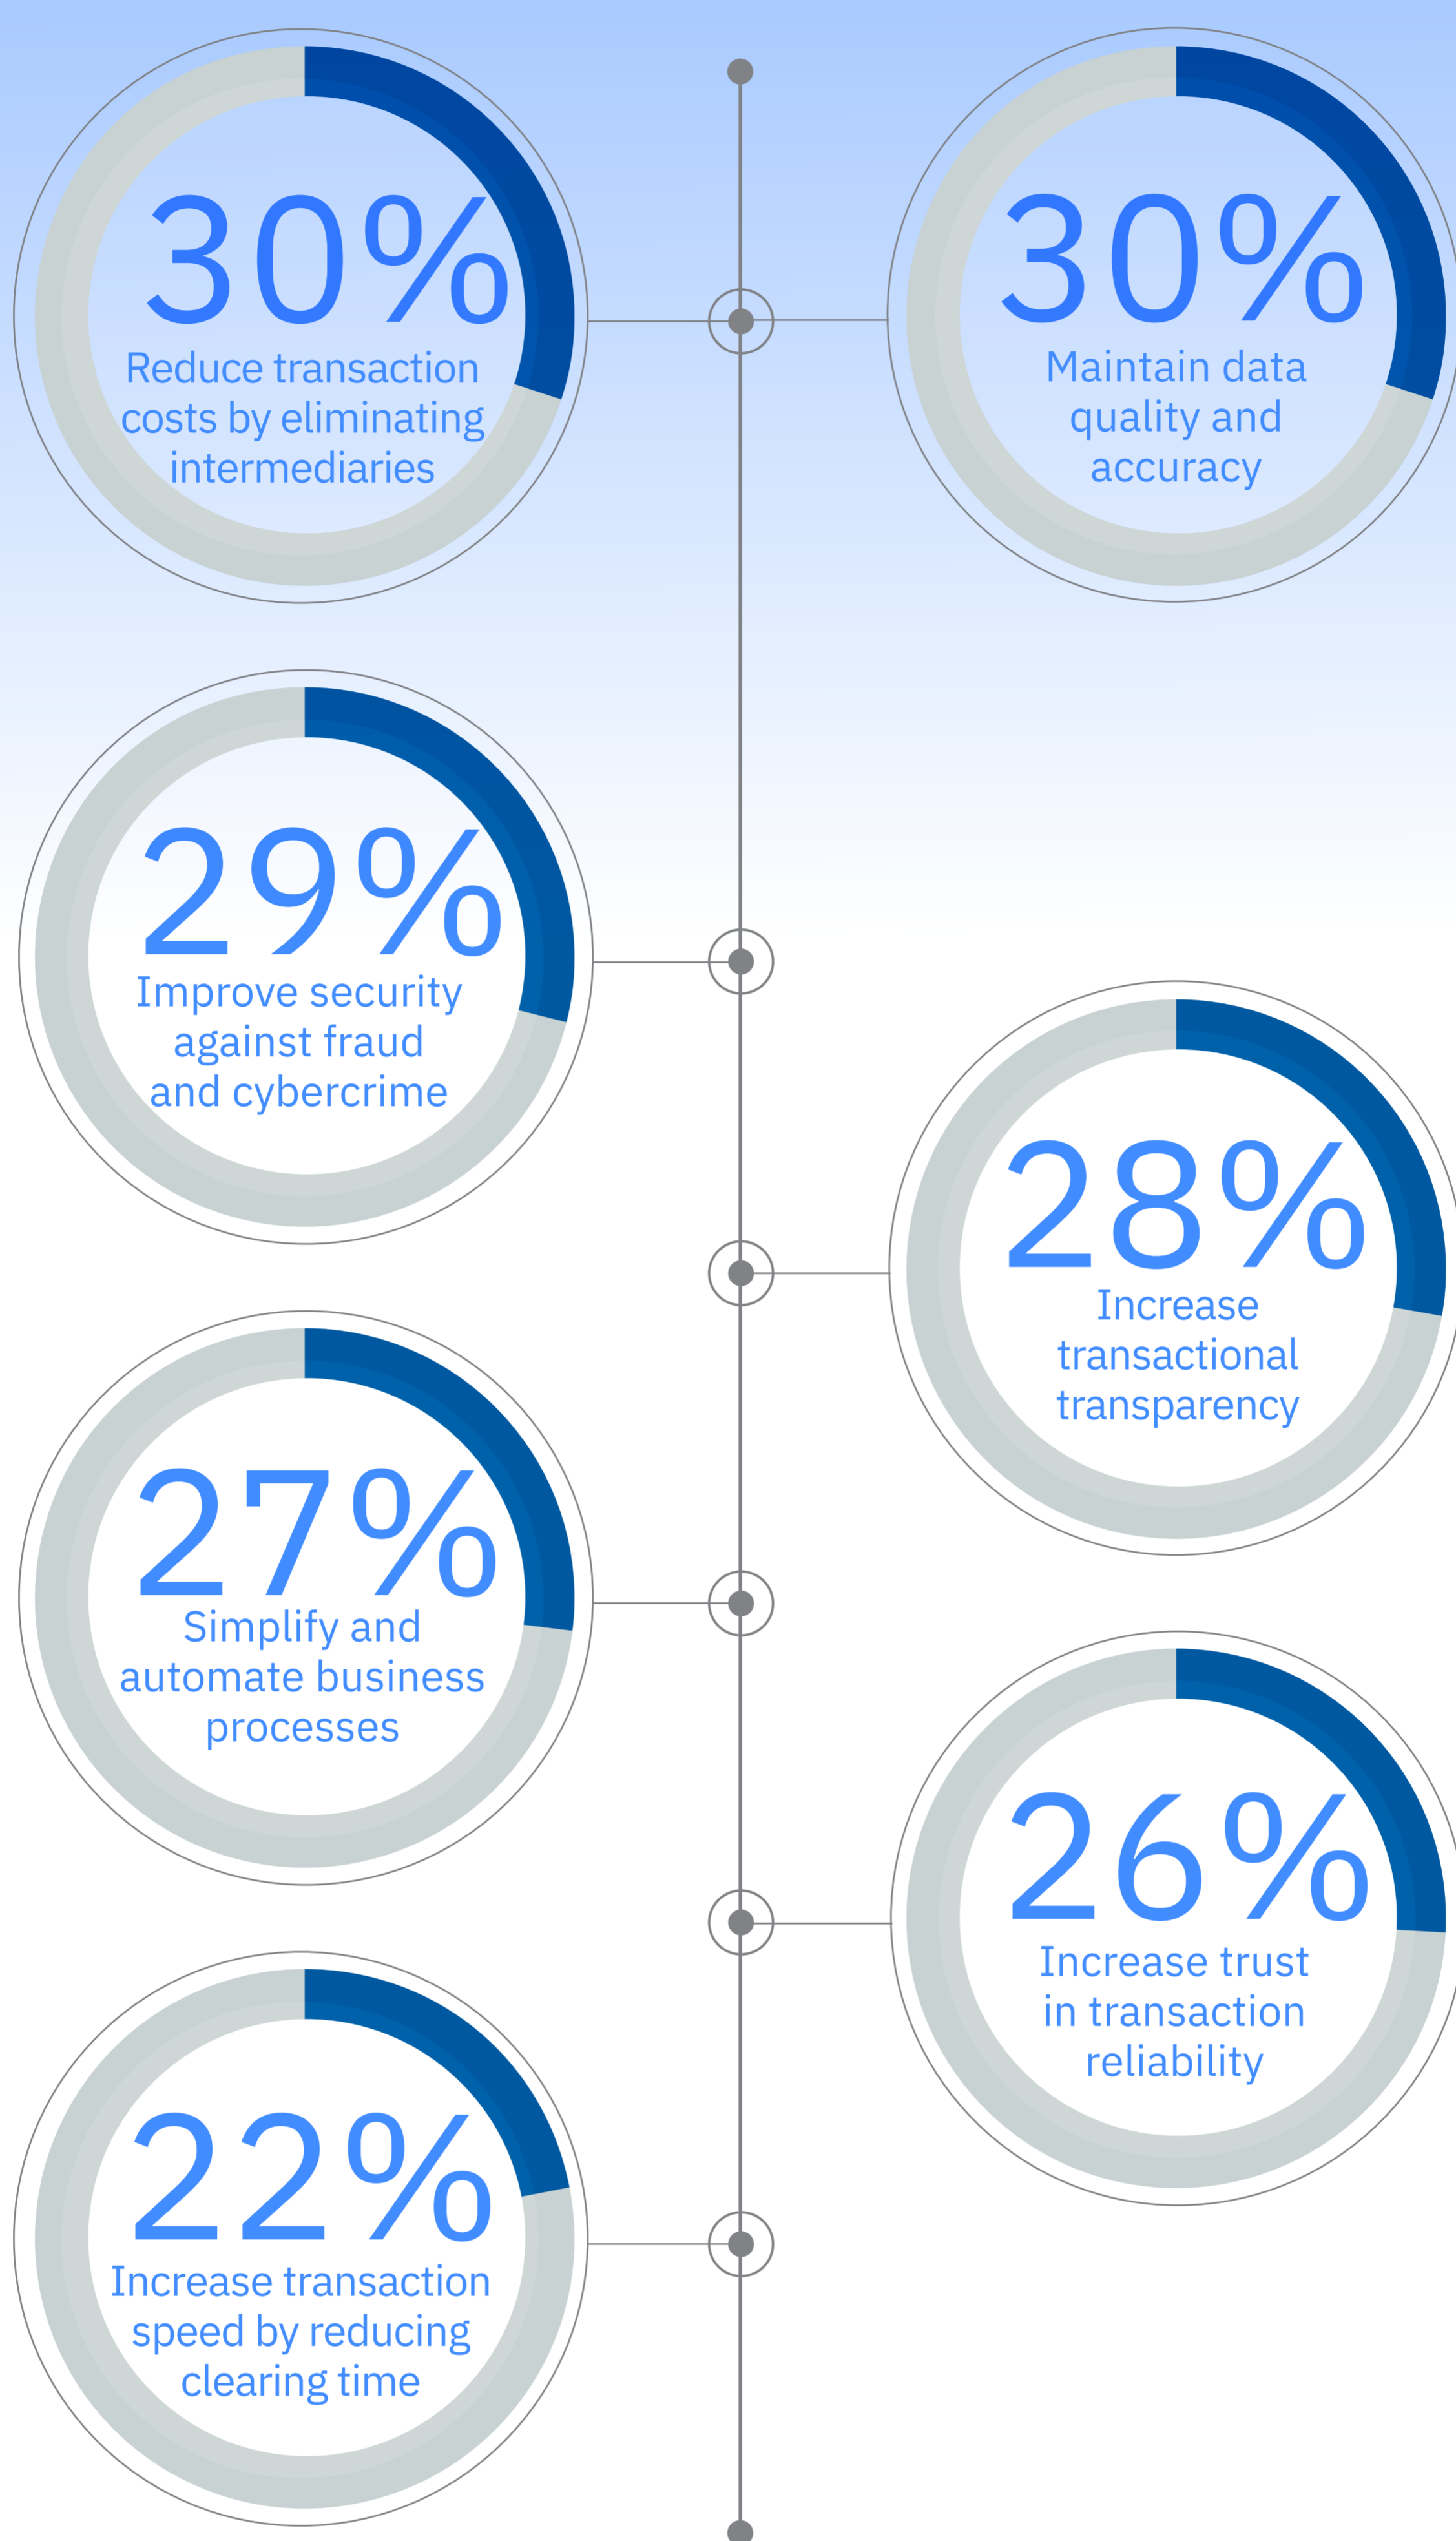 30%
Reduce transaction
costs by eliminating
intermediaries
30%
Maintain data
quality and
accuracy
29%
Improve security
against fraud
and cybercrime
28%
Increase
transactional
transparency
27%
Simplify and
automate business
processes
26%
Increase trust
in transaction
reliability
22%
Increase transaction
speed by reducing
clearing time